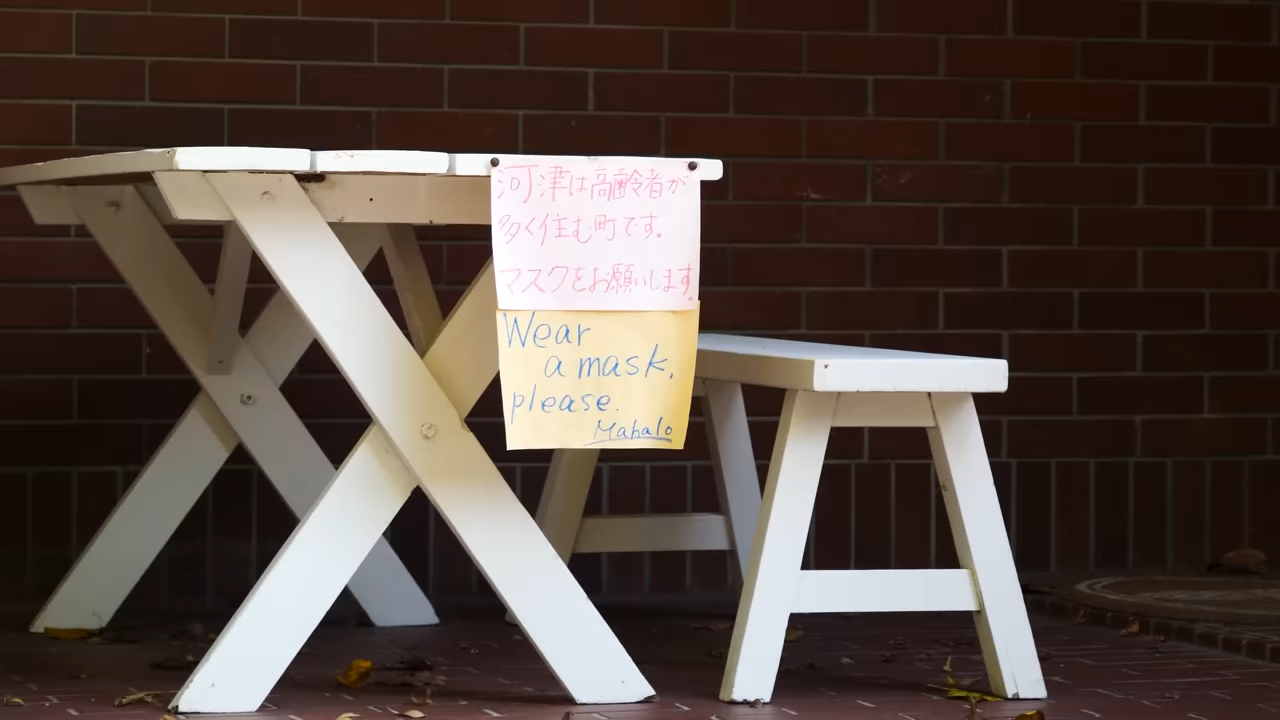 河津は高齢者が
多く住む町です。
マスクをお願いします。
Wear
a mask,
please.
Mahalo